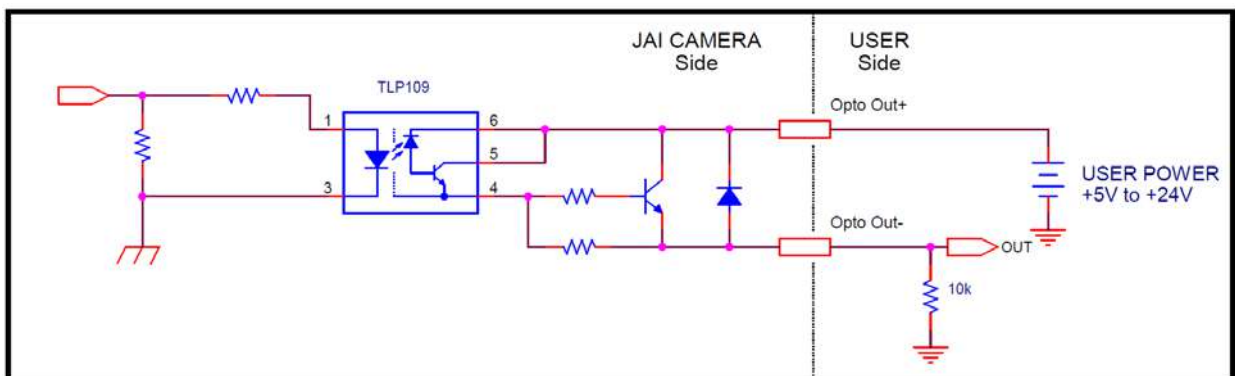 JAI CAMERA
Side
USER
Side
TLP109
Opto Out+
1
6
5
USER POWER
+5V to +24V
3
4
Opto Out-
OUT
10k